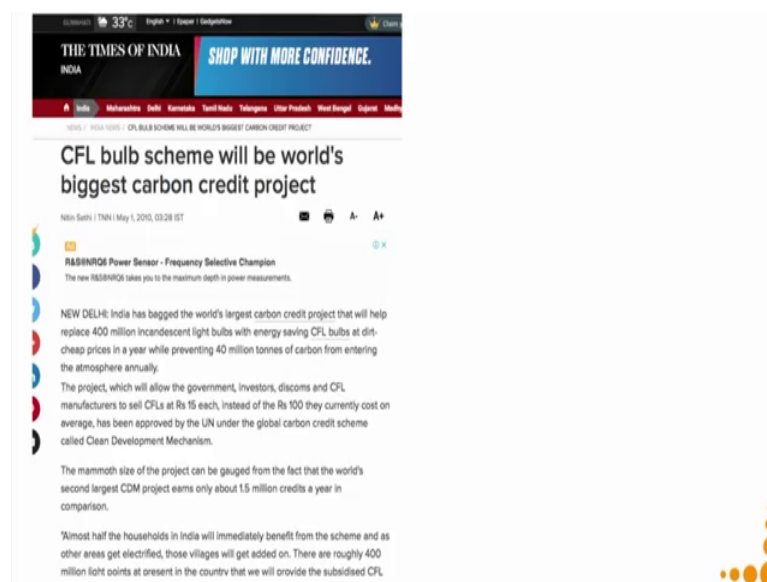 33°c English | Epaper | GadgetsNow
THE TIMES OF INDIA
INDIA
SHOP WITH MORE CONFIDENCE.
India Maharashtra Delhi Karnataka Tamil Nadu Telangana Uttar Pradesh West Bengal Gujarat Madhy
NEWS / INDIA NEWS / CFL BULB SCHEME WILL BE WORLD'S BIGGEST CARBON CREDIT PROJECT
CFL bulb scheme will be world's
biggest carbon credit project
Nitin Sethi | TNN | May 1, 2010, 03:28 IST A- A+
Ad
R&S®NRQ6 Power Sensor - Frequency Selective Champion
The new R&S®NRQ6 takes you to the maximum depth in power measurements.
NEW DELHI: India has bagged the world's largest carbon credit project that will help
replace 400 million incandescent light bulbs with energy saving CFL bulbs at dirt-
cheap prices in a year while preventing 40 million tonnes of carbon from entering
the atmosphere annually.
The project, which will allow the government, investors, discoms and CFL
manufacturers to sell CFLs at Rs 15 each, instead of the Rs 100 they currently cost on
average, has been approved by the UN under the global carbon credit scheme
called Clean Development Mechanism.
The mammoth size of the project can be gauged from the fact that the world's
second largest CDM project earns only about 1.5 million credits a year in
comparison.
"Almost half the households in India will immediately benefit from the scheme and as
other areas get electrified, those villages will get added on. There are roughly 400
million light points at present in the country that we will provide the subsidised CFL